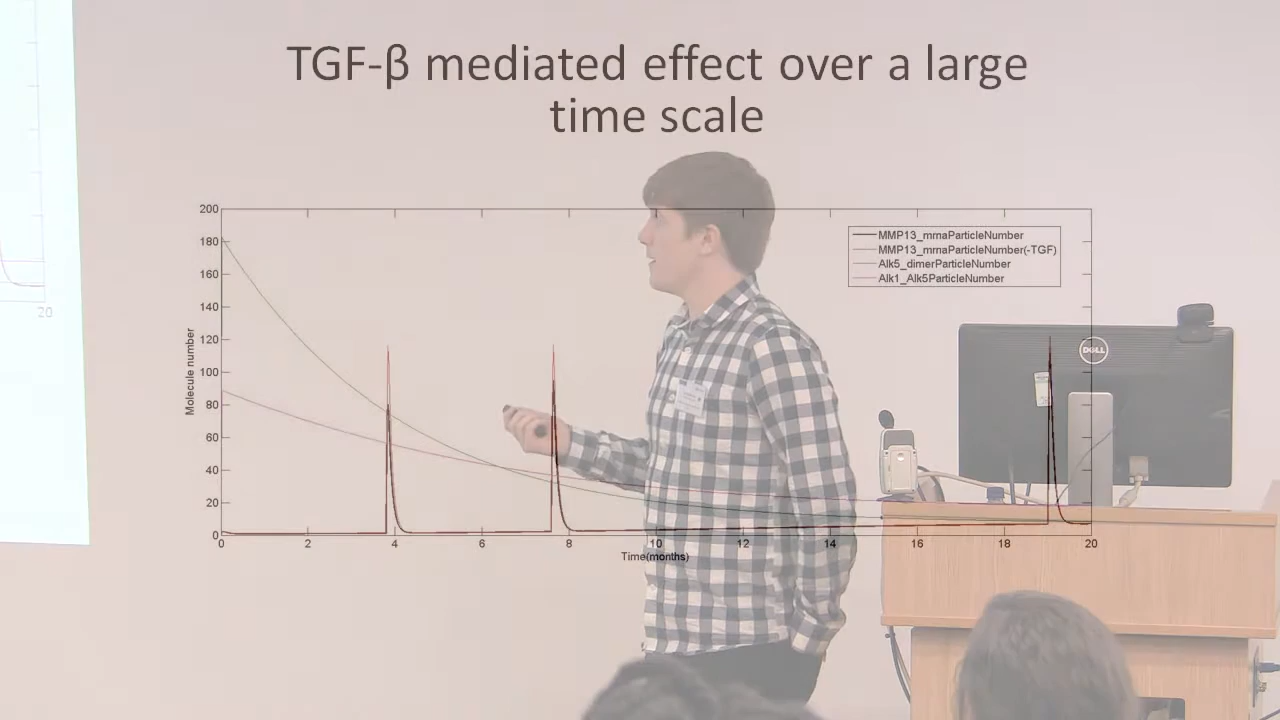 TGF-β mediated effect over a large
time scale
200
180
160
140
120
100
80
60
40
20
0
Molecule number
0 2 4 6 8 10 12 14 16 18 20
Time(months)
MMP13_mrnaParticleNumber
MMP13_mrnaParticleNumber(-TGF)
Alk5_dimerParticleNumber
Alk1_Alk5ParticleNumber
20
DELL